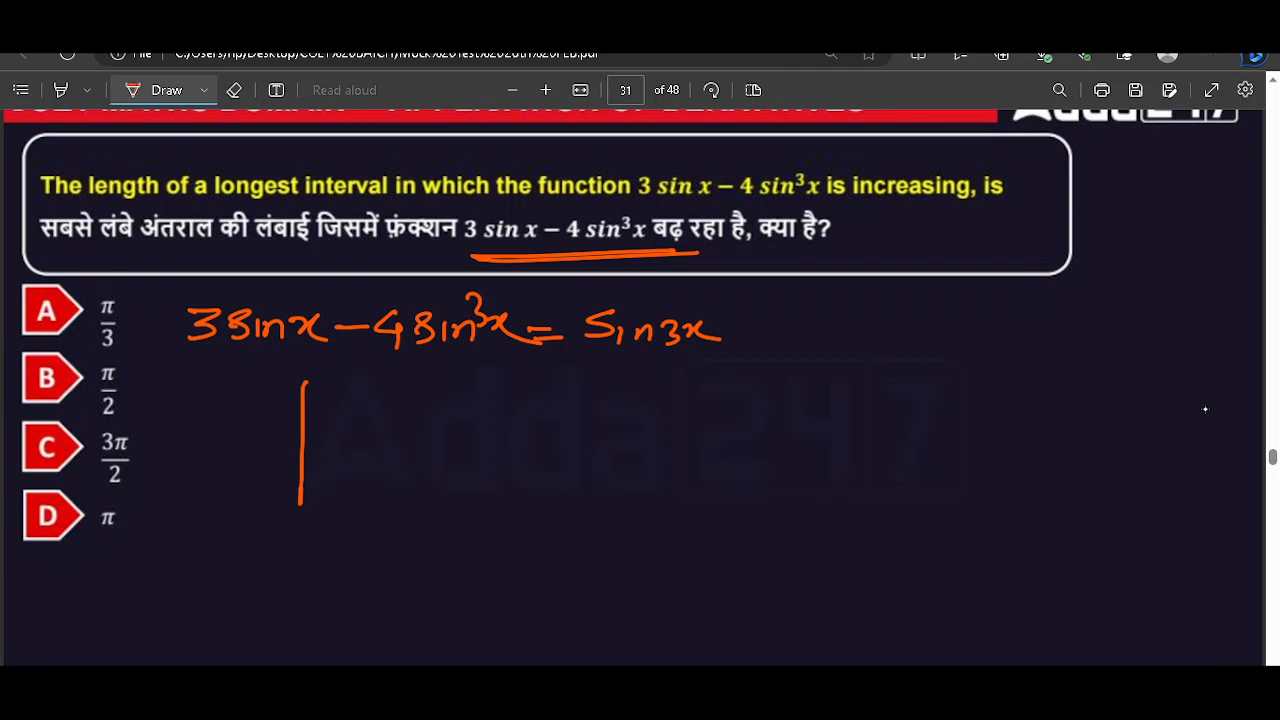 Draw
Read aloud
31
of 48
The length of a longest interval in which the function 3 sin x − 4 sin³x is increasing, is
सबसे लंबे अंतराल की लंबाई जिसमें फ़ंक्शन 3 sin x − 4 sin³x बढ़ रहा है, क्या है?
3sinx − 4sin³x = Sin3x
A π/3
B π/2
C 3π/2
D π
Adda247